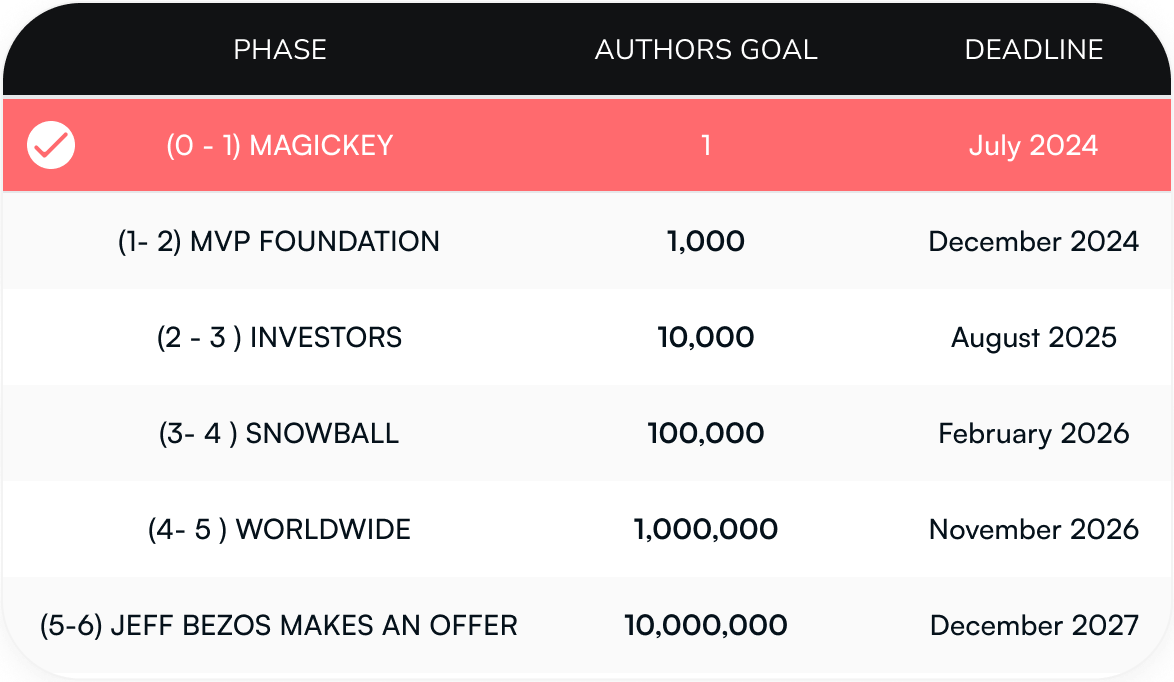 PHASE AUTHORS GOAL DEADLINE
(0 - 1) MAGICKEY 1 July 2024
(1- 2) MVP FOUNDATION 1,000 December 2024
(2 - 3 ) INVESTORS 10,000 August 2025
(3- 4 ) SNOWBALL 100,000 February 2026
(4- 5 ) WORLDWIDE 1,000,000 November 2026
(5-6) JEFF BEZOS MAKES AN OFFER 10,000,000 December 2027